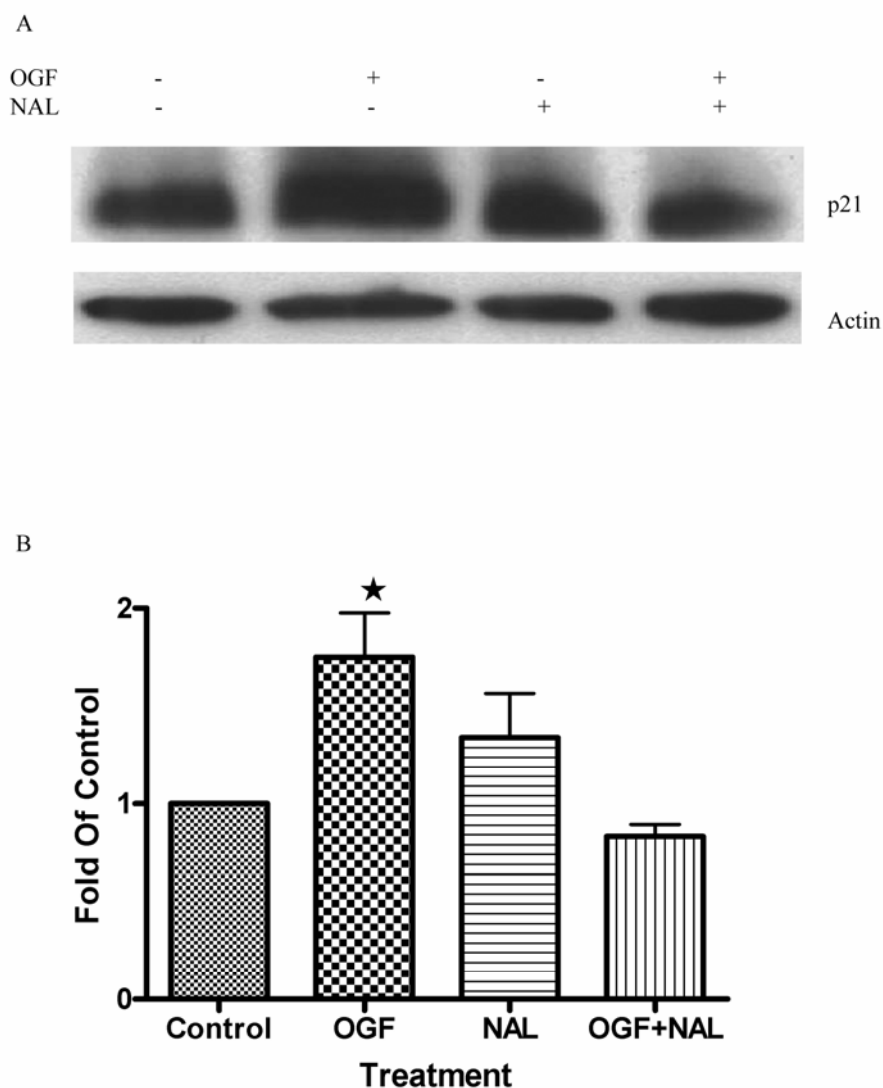 A
OGF - + - +
NAL - - + +
p21
Actin
B
2
1
0
Fold Of Control
Control OGF NAL OGF+NAL
Treatment